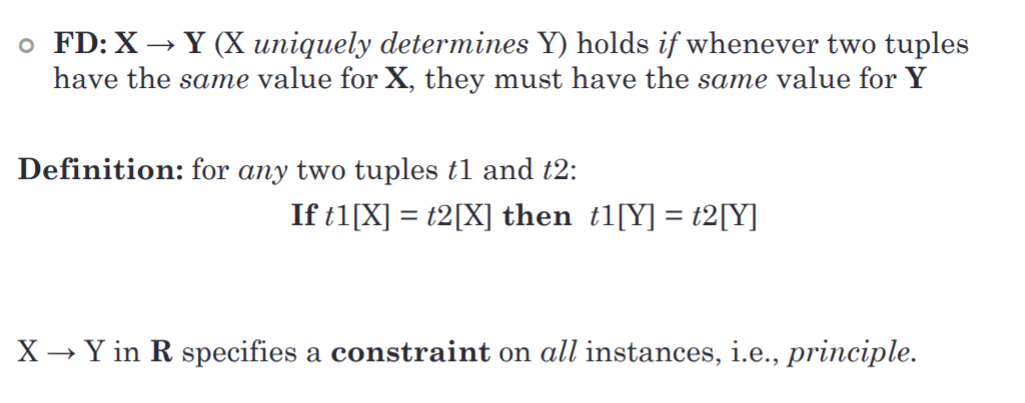 FD: X → Y (X uniquely determines Y) holds if whenever two tuples
have the same value for X, they must have the same value for Y
Definition: for any two tuples t1 and t2:
If t1[X] = t2[X] then t1[Y] = t2[Y]
X → Y in R specifies a constraint on all instances, i.e., principle.